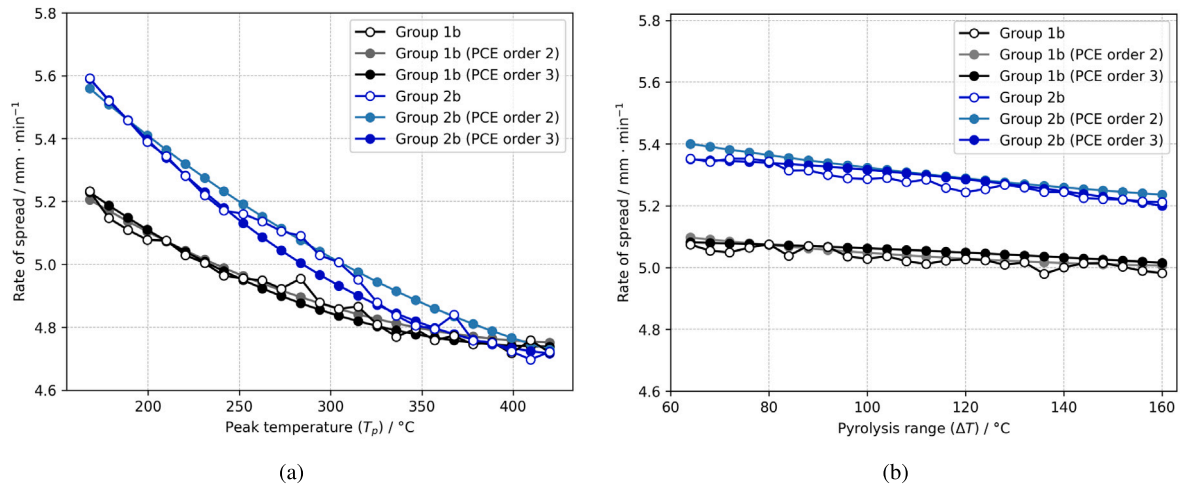 5.8
5.6
5.4
5.2
5.0
4.8
4.6
Rate of spread / mm · min⁻¹
Group 1b
Group 1b (PCE order 2)
Group 1b (PCE order 3)
Group 2b
Group 2b (PCE order 2)
Group 2b (PCE order 3)
200 250 300 350 400
Peak temperature (Tₚ) / °C
(a)
5.8
5.6
5.4
5.2
5.0
4.8
4.6
Rate of spread / mm · min⁻¹
Group 1b
Group 1b (PCE order 2)
Group 1b (PCE order 3)
Group 2b
Group 2b (PCE order 2)
Group 2b (PCE order 3)
60 80 100 120 140 160
Pyrolysis range (ΔT) / °C
(b)